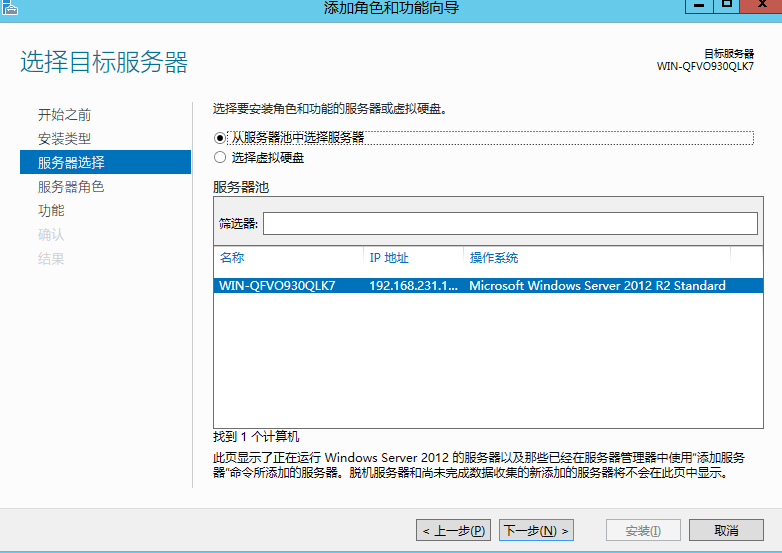 添加角色和功能向导
选择目标服务器
目标服务器
WIN-QFVO930QLK7
开始之前
安装类型
服务器选择
服务器角色
功能
确认
结果
选择要安装角色和功能的服务器或虚拟硬盘。
从服务器池中选择服务器
选择虚拟硬盘
服务器池
筛选器:
名称 IP 地址 操作系统
WIN-QFVO930QLK7 192.168.231.1... Microsoft Windows Server 2012 R2 Standard
找到 1 个计算机
此页显示了正在运行 Windows Server 2012 的服务器以及那些已经在服务器管理器中使用"添加服务
器"命令所添加的服务器。脱机服务器和尚未完成数据收集的新添加的服务器将不会在此页中显示。
< 上一步(P) 下一步(N) > 安装(I) 取消